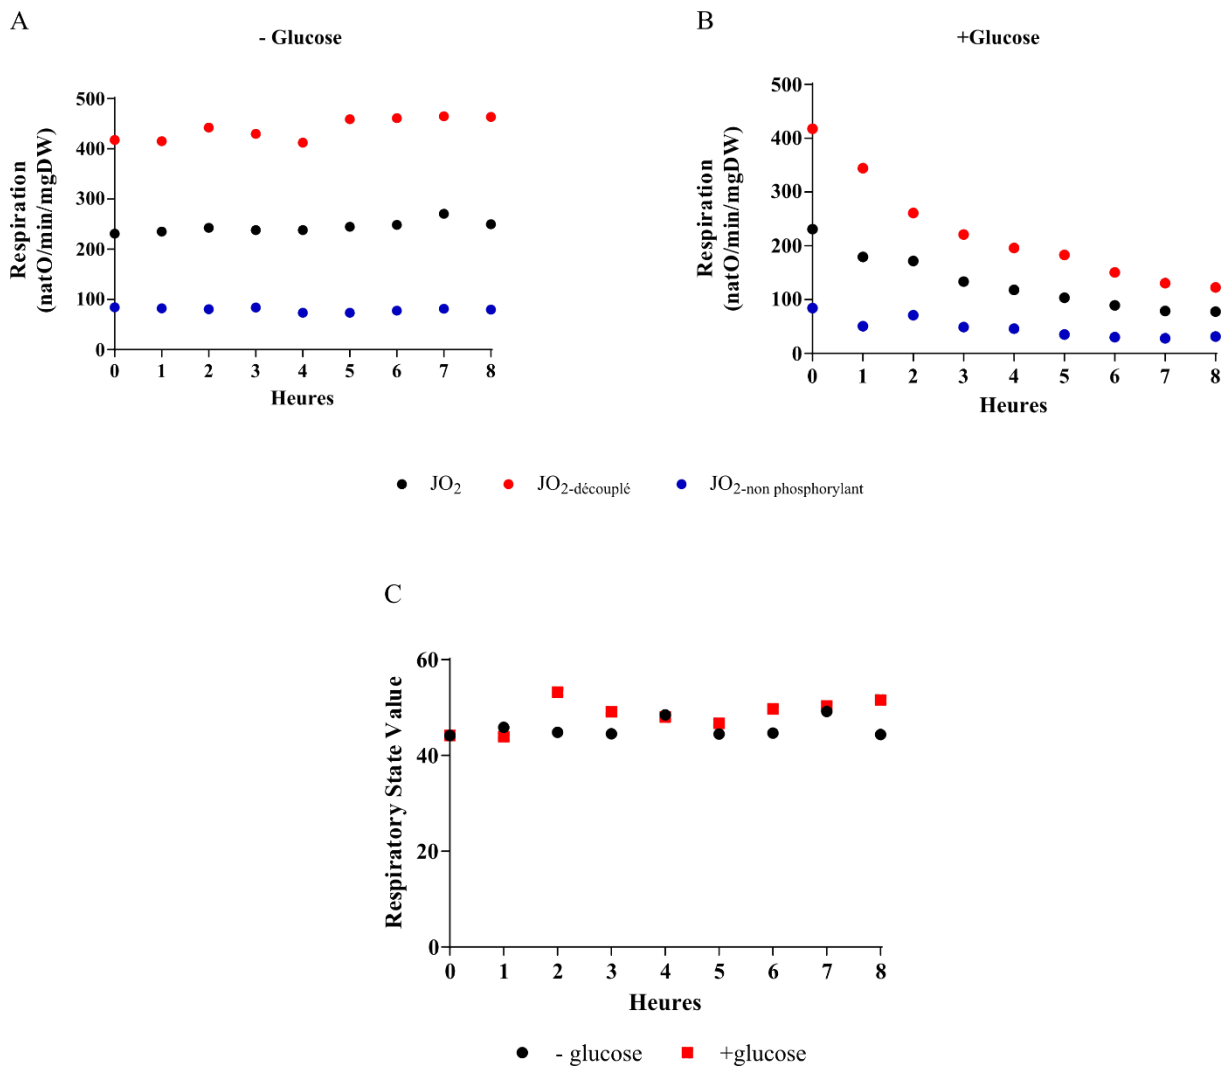 A
- Glucose
Respiration
(natO/min/mgDW)
500
400
300
200
100
0
0 1 2 3 4 5 6 7 8
Heures
B
+Glucose
Respiration
(natO/min/mgDW)
500
400
300
200
100
0
0 1 2 3 4 5 6 7 8
Heures
JO2 JO2-découplé JO2-non phosphorylant
C
Respiratory State Value
60
40
20
0
0 1 2 3 4 5 6 7 8
Heures
- glucose +glucose